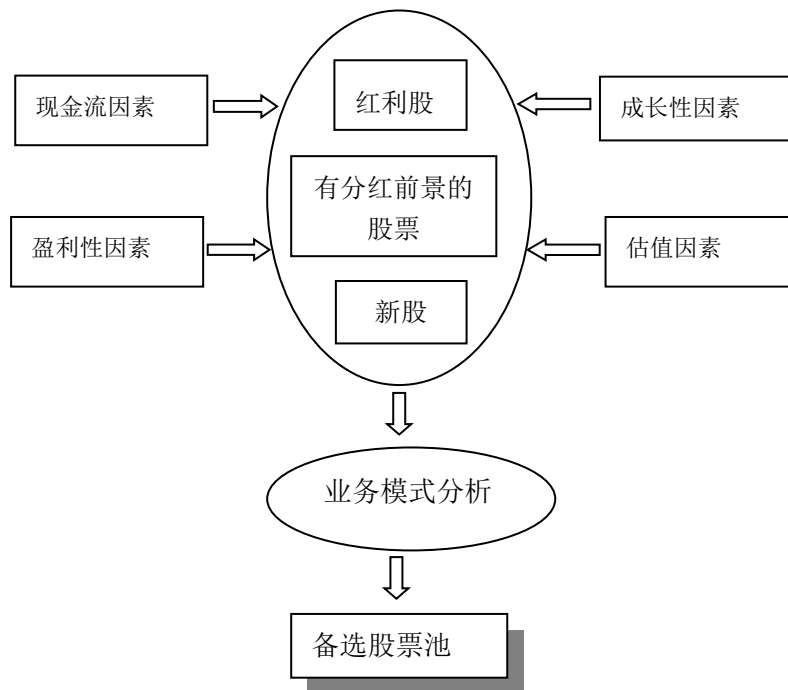 红利股
现金流因素
成长性因素
有分红前景的
股票
盈利性因素
估值因素
新股
业务模式分析
备选股票池